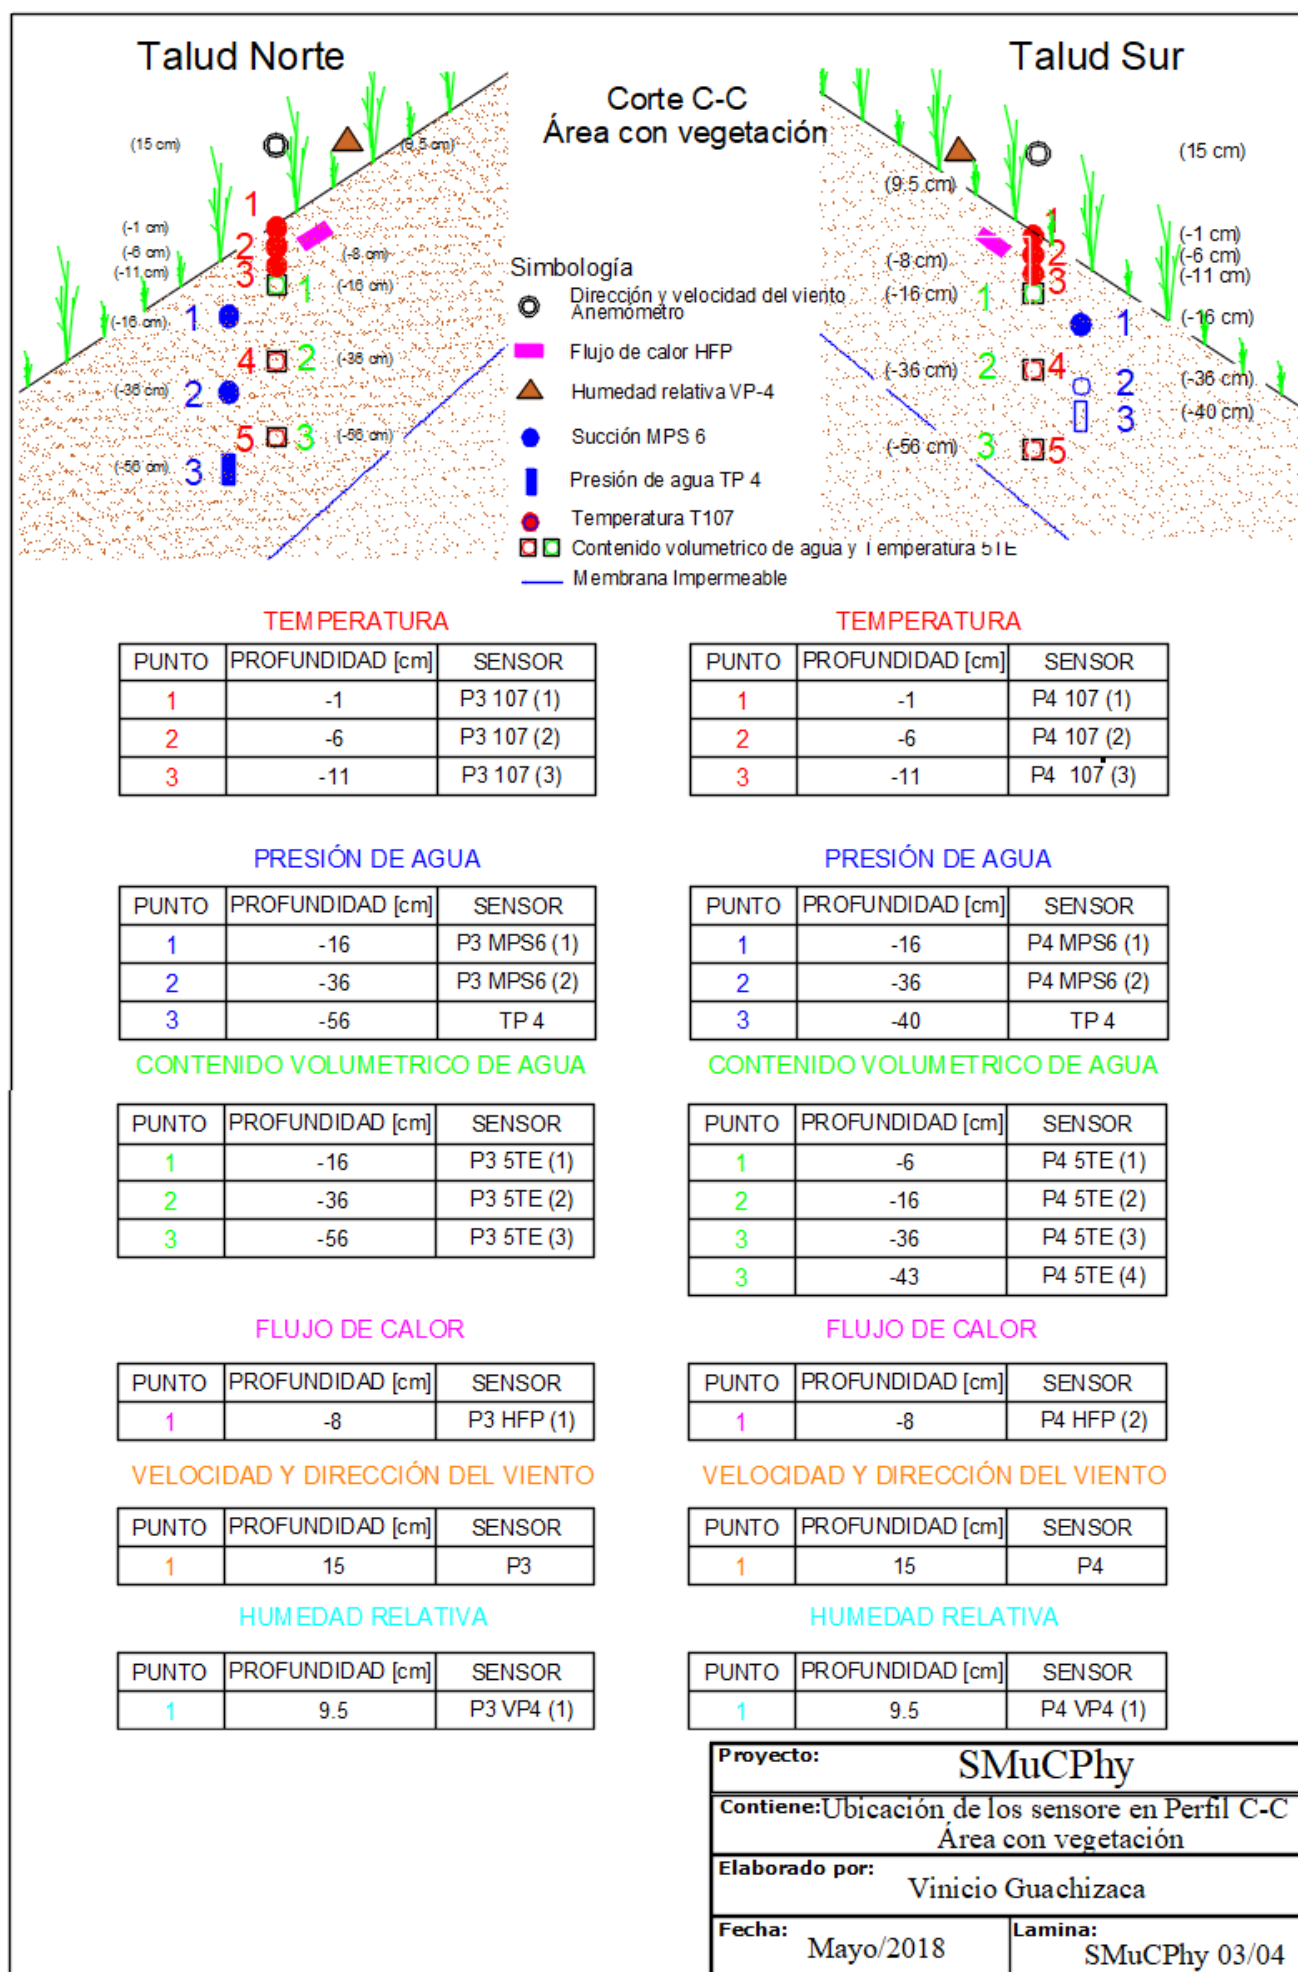 Talud Norte
Talud Sur
Corte C-C
Área con vegetación
(15 cm)
(9.5 cm)
1
(-1 cm)
2
(-6 cm)
(-8 cm)
3
(-11 cm)
1
(-16 cm)
1
(-16 cm)
4
2
(-36 cm)
2
(-36 cm)
5
3
(-56 cm)
3
(-56 cm)
(15 cm)
(9.5 cm)
1
(-1 cm)
2
(-6 cm)
(-8 cm)
3
(-11 cm)
(-16 cm)
1
1
(-16 cm)
(-36 cm)
2
4
2
(-36 cm)
3
(-40 cm)
(-56 cm)
3
5
Simbología
Dirección y velocidad del viento
Anemómetro
Flujo de calor HFP
Humedad relativa VP-4
Succión MPS 6
Presión de agua TP 4
Temperatura T107
Contenido volumetrico de agua y Temperatura 5TE
Membrana Impermeable
TEMPERATURA
PUNTO PROFUNDIDAD [cm] SENSOR
1 -1 P3 107 (1)
2 -6 P3 107 (2)
3 -11 P3 107 (3)
TEMPERATURA
PUNTO PROFUNDIDAD [cm] SENSOR
1 -1 P4 107 (1)
2 -6 P4 107 (2)
3 -11 P4 107 (3)
PRESIÓN DE AGUA
PUNTO PROFUNDIDAD [cm] SENSOR
1 -16 P3 MPS6 (1)
2 -36 P3 MPS6 (2)
3 -56 TP 4
PRESIÓN DE AGUA
PUNTO PROFUNDIDAD [cm] SENSOR
1 -16 P4 MPS6 (1)
2 -36 P4 MPS6 (2)
3 -40 TP 4
CONTENIDO VOLUMETRICO DE AGUA
PUNTO PROFUNDIDAD [cm] SENSOR
1 -16 P3 5TE (1)
2 -36 P3 5TE (2)
3 -56 P3 5TE (3)
CONTENIDO VOLUMETRICO DE AGUA
PUNTO PROFUNDIDAD [cm] SENSOR
1 -6 P4 5TE (1)
2 -16 P4 5TE (2)
3 -36 P4 5TE (3)
3 -43 P4 5TE (4)
FLUJO DE CALOR
PUNTO PROFUNDIDAD [cm] SENSOR
1 -8 P3 HFP (1)
FLUJO DE CALOR
PUNTO PROFUNDIDAD [cm] SENSOR
1 -8 P4 HFP (2)
VELOCIDAD Y DIRECCIÓN DEL VIENTO
PUNTO PROFUNDIDAD [cm] SENSOR
1 15 P3
VELOCIDAD Y DIRECCIÓN DEL VIENTO
PUNTO PROFUNDIDAD [cm] SENSOR
1 15 P4
HUMEDAD RELATIVA
PUNTO PROFUNDIDAD [cm] SENSOR
1 9.5 P3 VP4 (1)
HUMEDAD RELATIVA
PUNTO PROFUNDIDAD [cm] SENSOR
1 9.5 P4 VP4 (1)
Proyecto: SMuCPhy
Contiene: Ubicación de los sensore en Perfil C-C
Área con vegetación
Elaborado por:
Vinicio Guachizaca
Fecha: Mayo/2018
Lamina: SMuCPhy 03/04